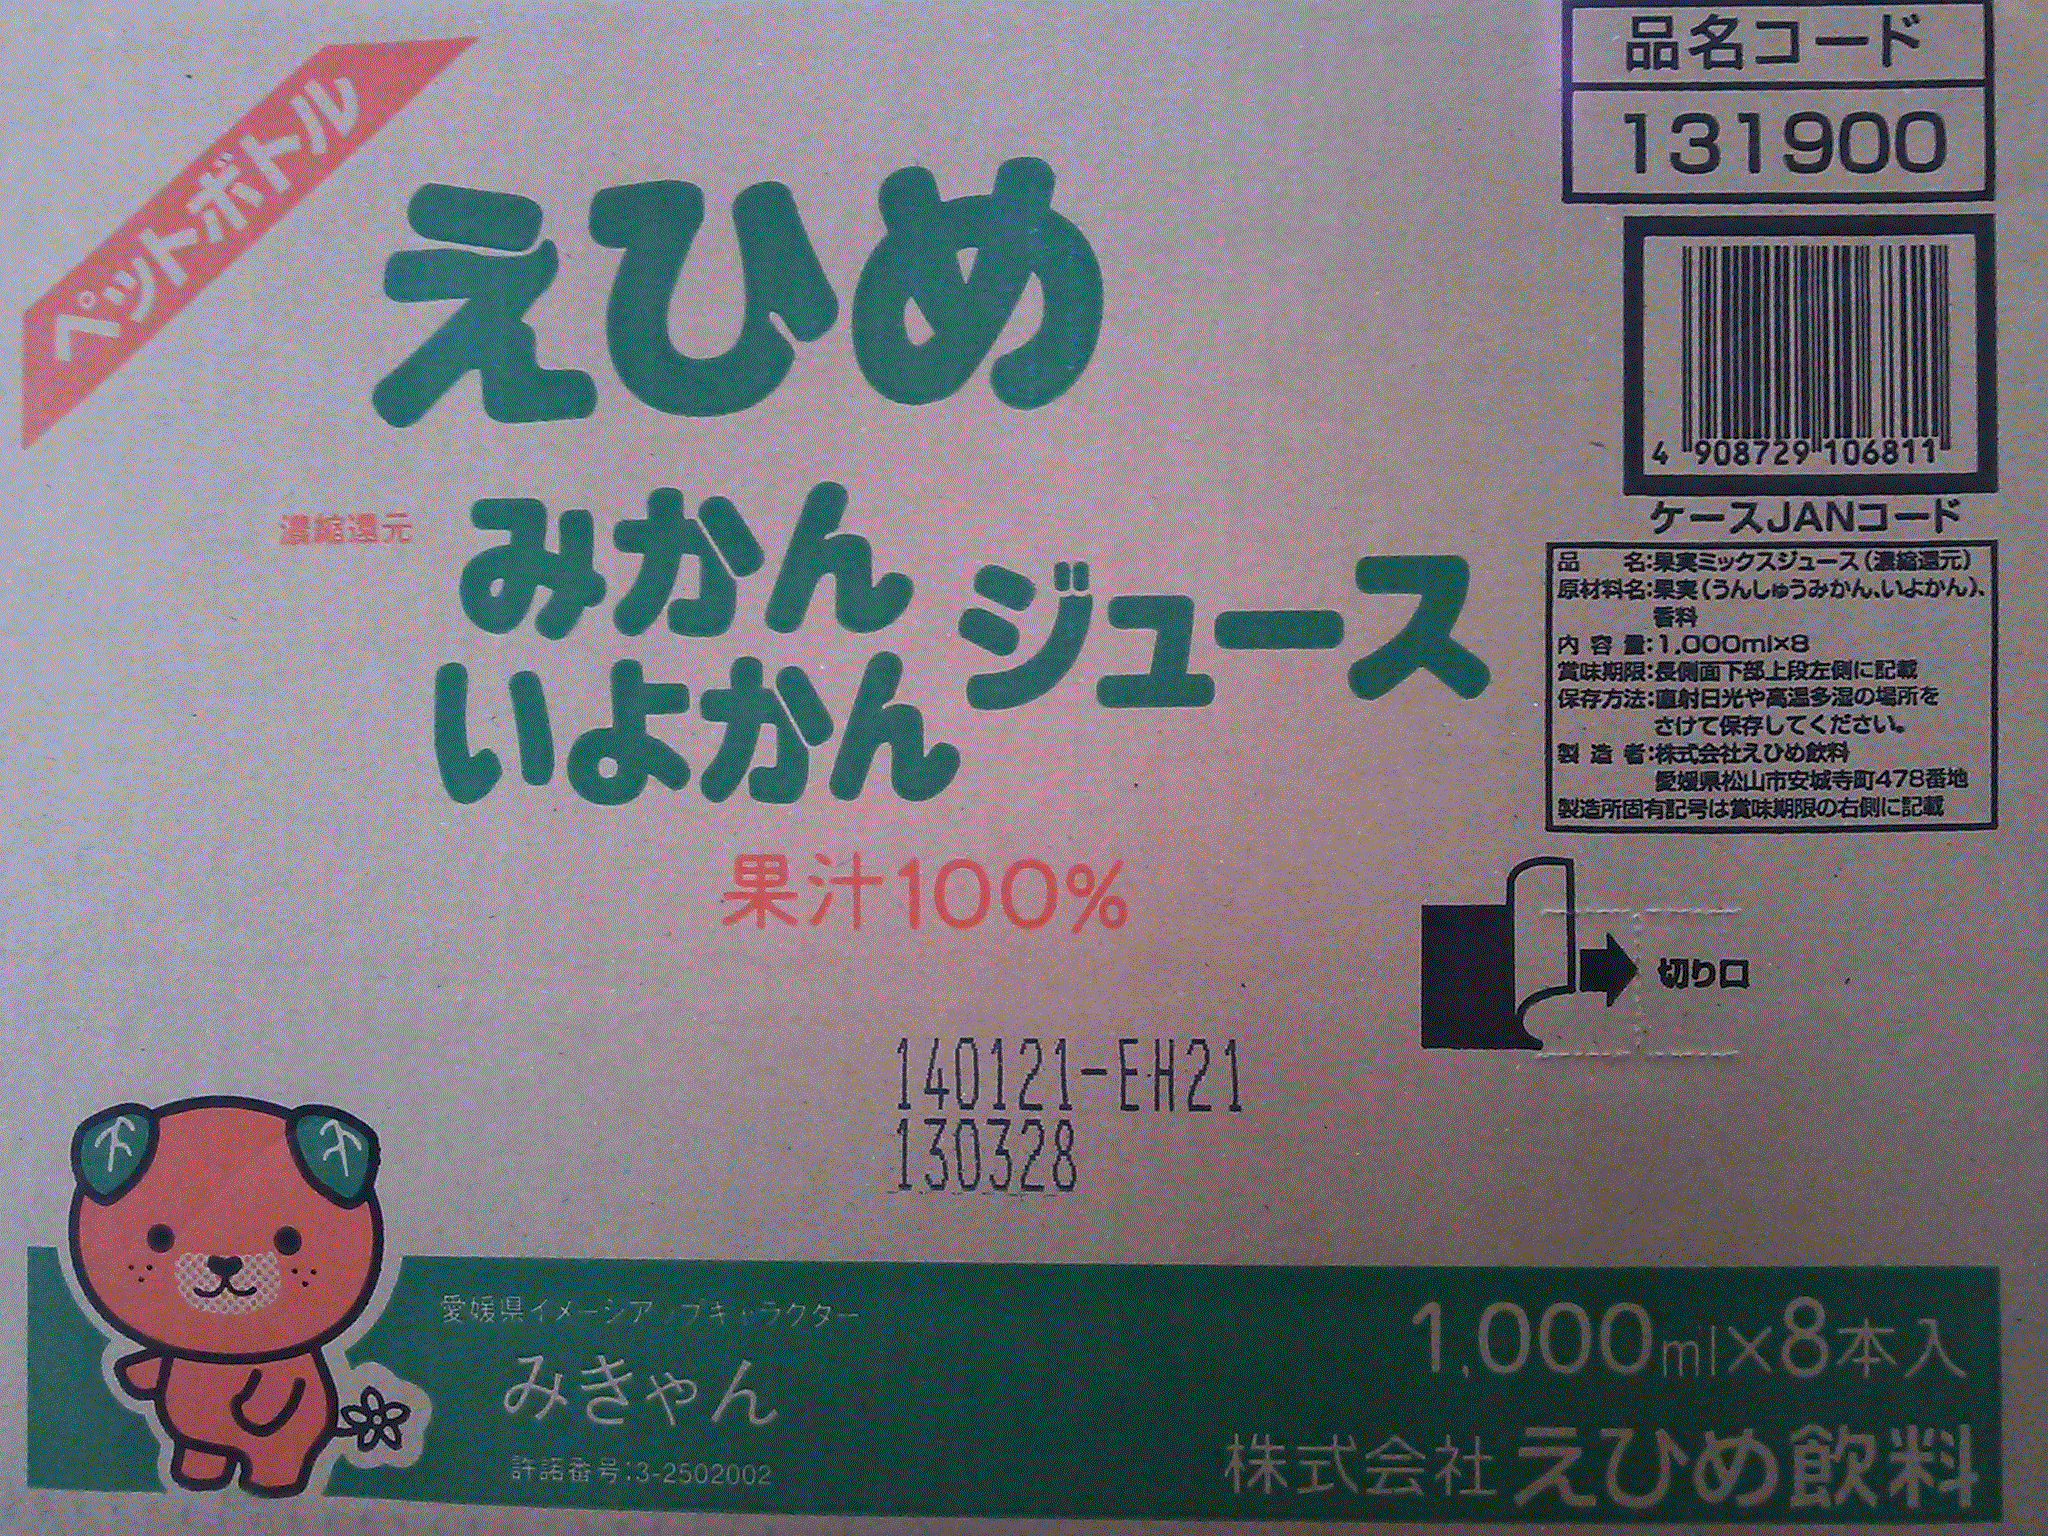 ペットボトル
えひめ
濃縮還元
みかん
いよかん
ジュース
果汁100%
品名コード
131900
4 908729 106811
ケースJANコード
品　　名:果実ミックスジュース(濃縮還元)
原材料名:果実(うんしゅうみかん、いよかん)、
香料
内 容 量:1,000ml×8
賞味期限:長側面下部上段左側に記載
保存方法:直射日光や高温多湿の場所を
さけて保存してください。
製 造 者:株式会社えひめ飲料
愛媛県松山市安城寺町478番地
製造所固有記号は賞味期限の右側に記載
切り口
140121-EH21
130328
愛媛県イメージアップキャラクター
みきゃん
許諾番号:3-2502002
1,000ml×8本入
株式会社えひめ飲料